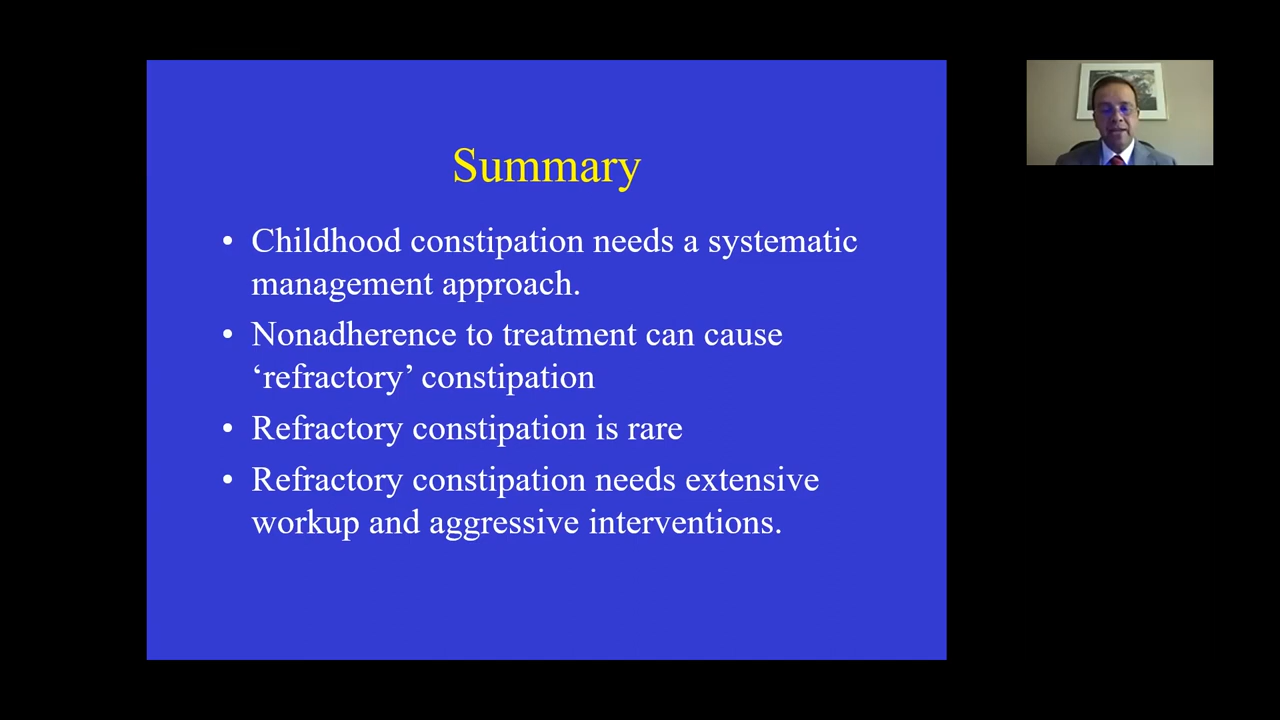 Summary
• Childhood constipation needs a systematic
management approach.
• Nonadherence to treatment can cause
‘refractory’ constipation
• Refractory constipation is rare
• Refractory constipation needs extensive
workup and aggressive interventions.